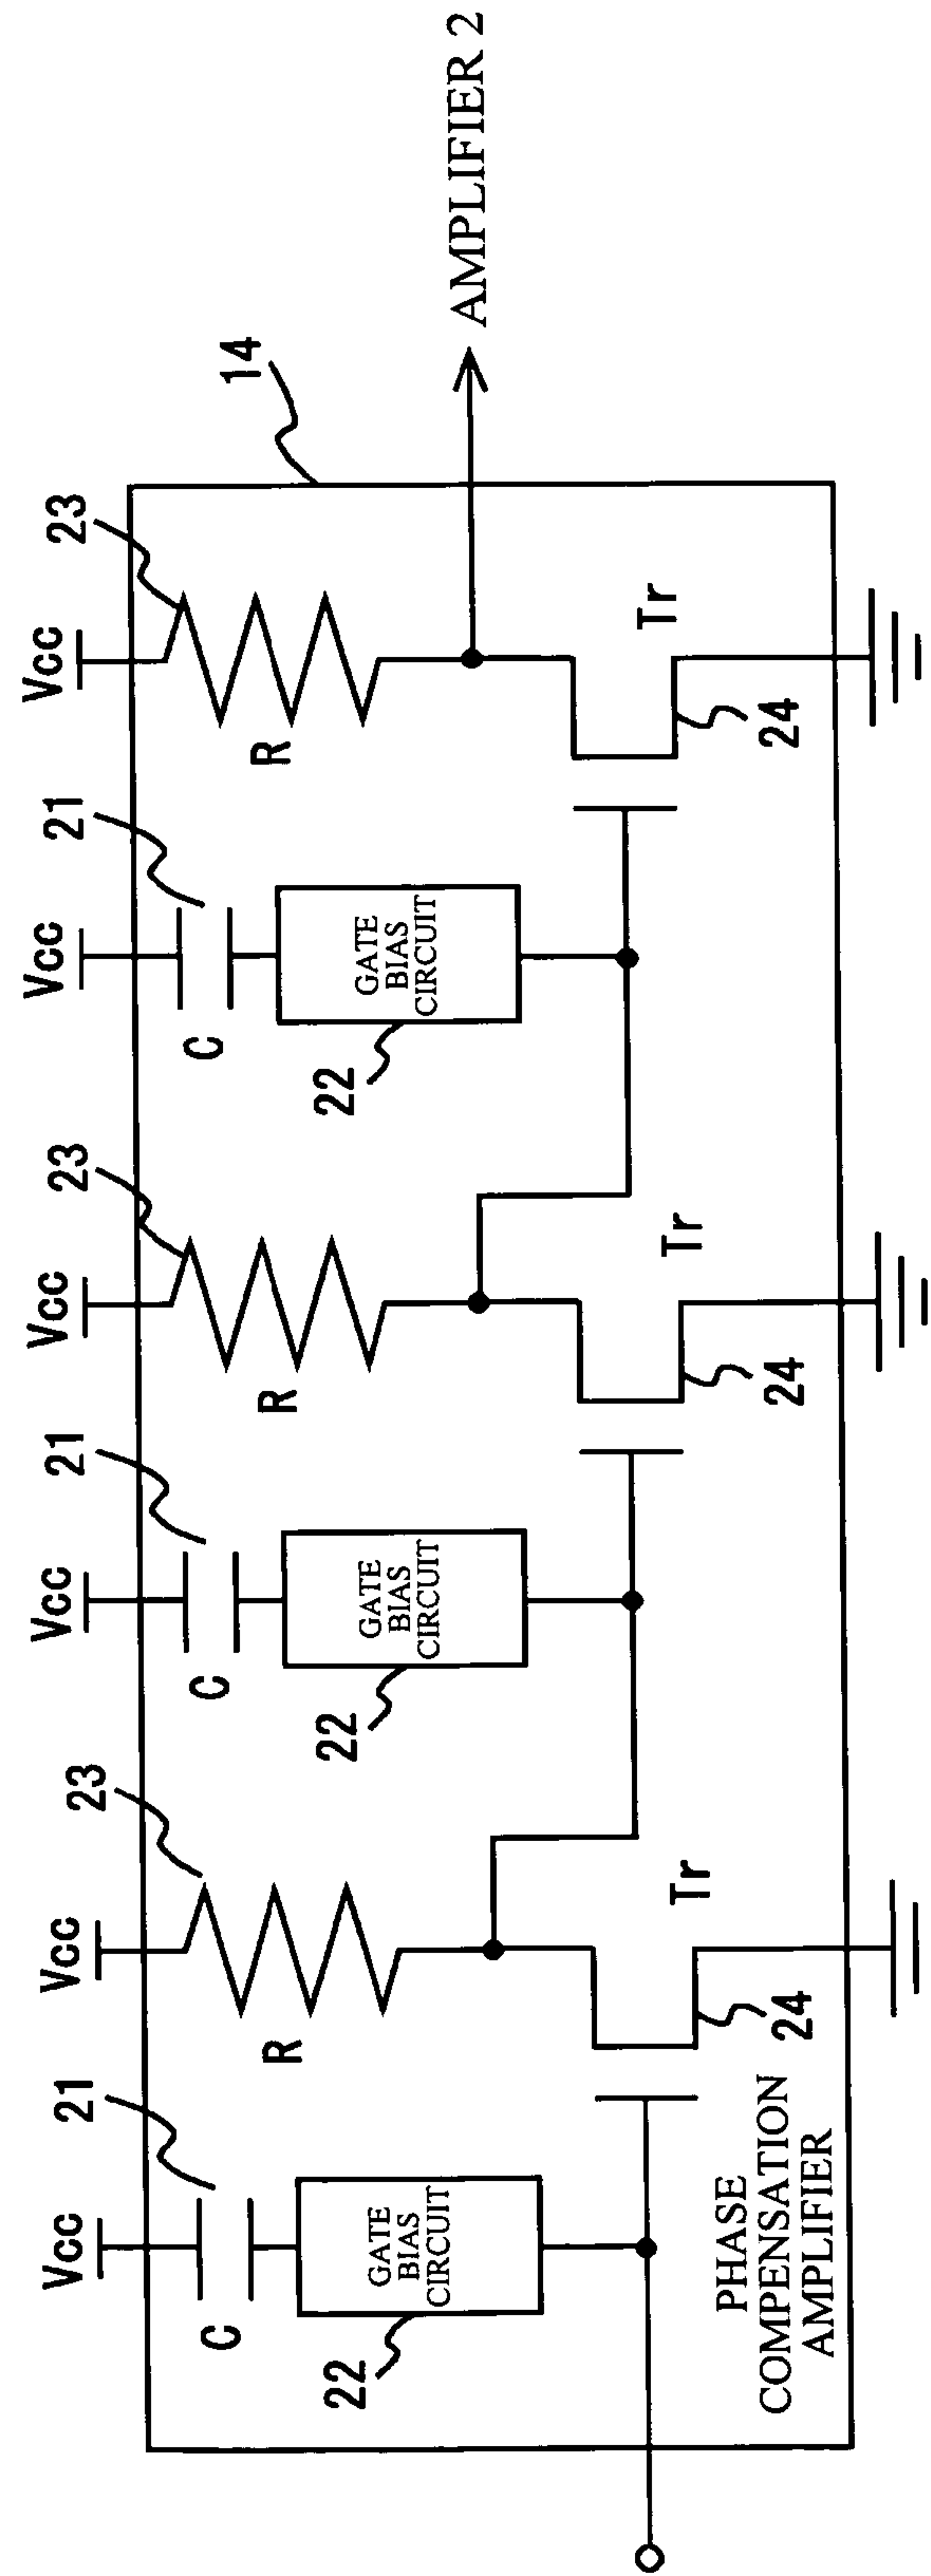 Vcc
21
C
GATE
BIAS
CIRCUIT
22
Vcc
23
R
Tr
24
Vcc
21
C
GATE
BIAS
CIRCUIT
22
Vcc
23
R
Tr
24
Vcc
21
C
GATE
BIAS
CIRCUIT
22
Vcc
23
R
Tr
24
14
AMPLIFIER 2
PHASE
COMPENSATION
AMPLIFIER